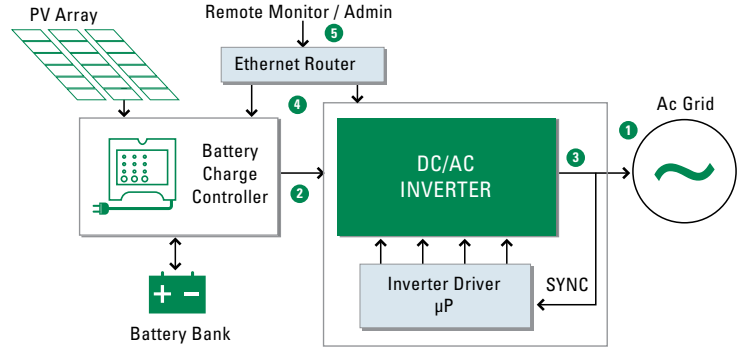 PV Array
Remote Monitor / Admin
5
Ethernet Router
4
Ac Grid
1
Battery
Charge
Controller
2
DC/AC
INVERTER
3
Inverter Driver
µP
SYNC
+ −
Battery Bank